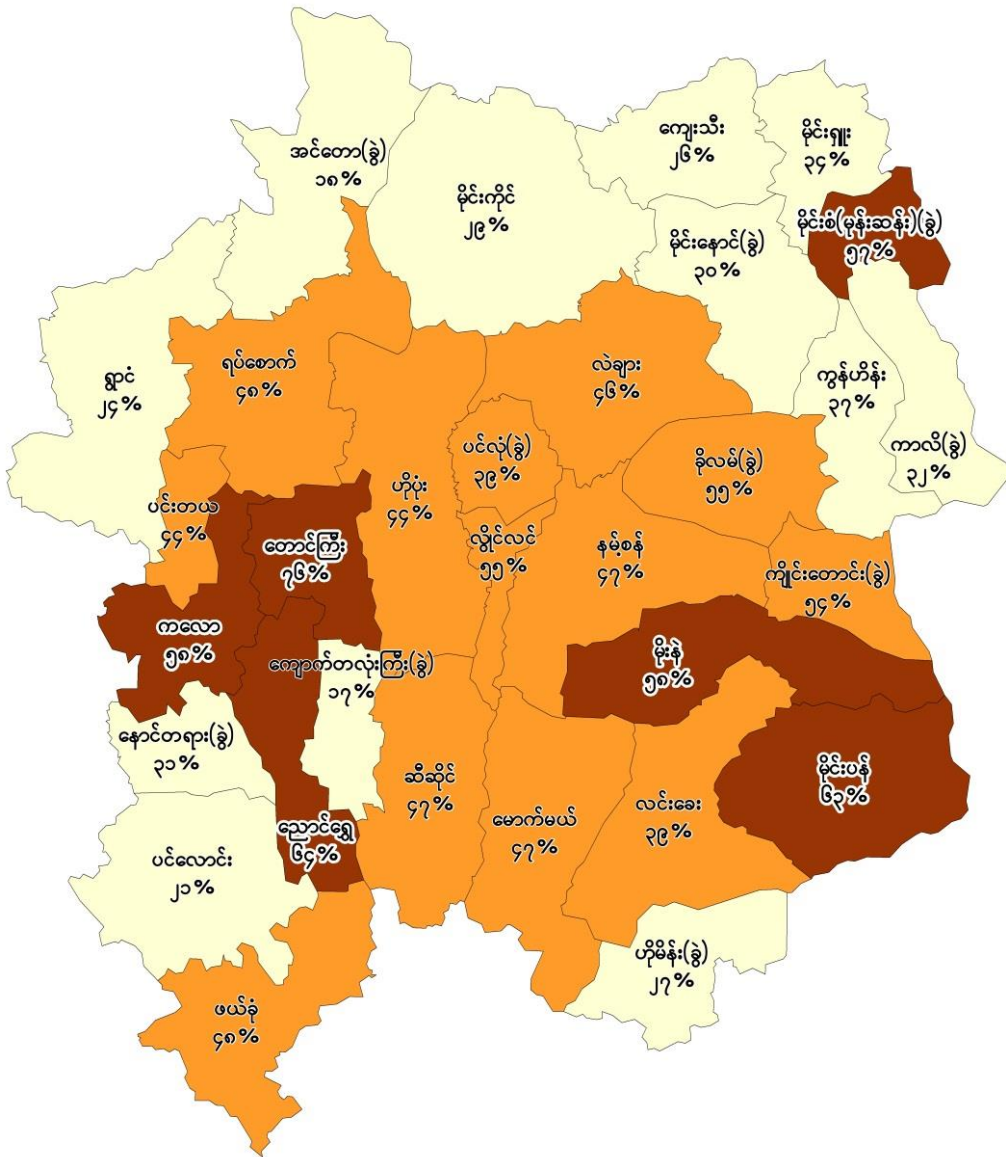 ကျေးသီး
၂၆%
မိုင်းရှူး
၃၄%
အင်တော(ခွဲ)
၁၈%
မိုင်းကိုင်
၂၉%
မိုင်းစံ(မုန်းဆန်း)(ခွဲ)
၅၇%
မိုင်းနောင်(ခွဲ)
၃၀%
ရွာငံ
၂၄%
ရပ်စောက်
၄၈%
လဲချား
၄၆%
ကွန်ဟိန်း
၃၇%
ကာလိ(ခွဲ)
၃၂%
ပင်လုံ(ခွဲ)
၃၉%
ခိုလမ်(ခွဲ)
၅၅%
ဟိုပုံး
၄၄%
ပင်းတယ
၄၄%
တောင်ကြီး
၇၆%
လွိုင်လင်
၅၅%
နမ့်စန်
၄၇%
ကျိုင်းတောင်း(ခွဲ)
၅၄%
ကလော
၅၈%
ကျောက်တလုံးကြီး(ခွဲ)
၁၇%
မိုးနဲ
၅၈%
နောင်တရား(ခွဲ)
၃၁%
ဆီဆိုင်
၄၇%
မိုင်းပန်
၆၃%
မောက်မယ်
၄၇%
လင်းခေး
၃၉%
ညောင်ရွှေ
၆၄%
ပင်လောင်း
၂၁%
ဟိုမိန်း(ခွဲ)
၂၇%
ဖယ်ခုံ
၄၈%